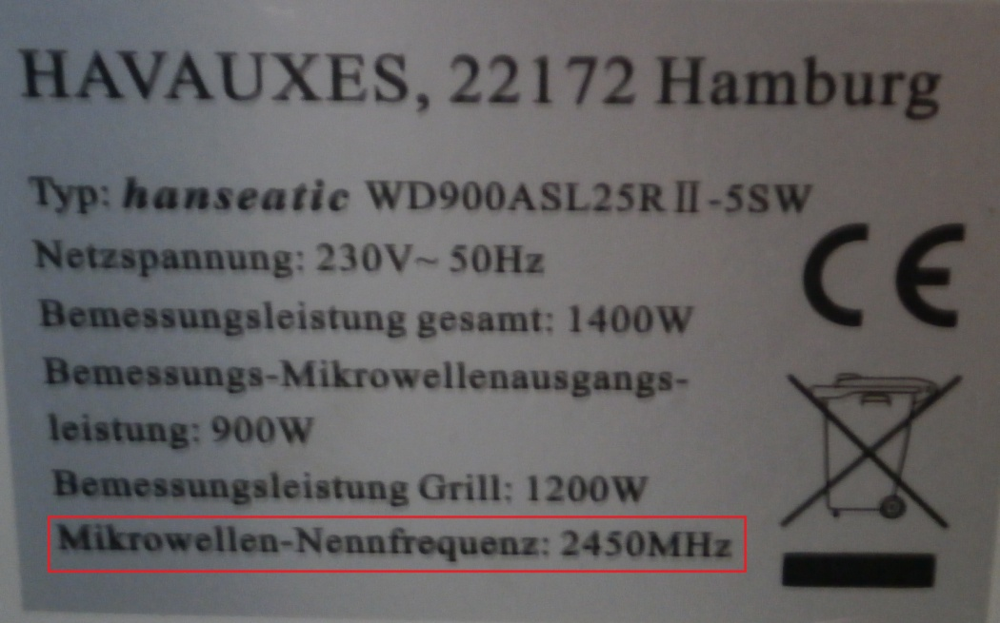 HAVAUXES, 22172 Hamburg
Typ: hanseatic WD900ASL25RⅡ-5SW
Netzspannung: 230V~ 50Hz
Bemessungsleistung gesamt: 1400W
Bemessungs-Mikrowellenausgangs-
leistung: 900W
Bemessungsleistung Grill: 1200W
Mikrowellen-Nennfrequenz: 2450MHz
CE